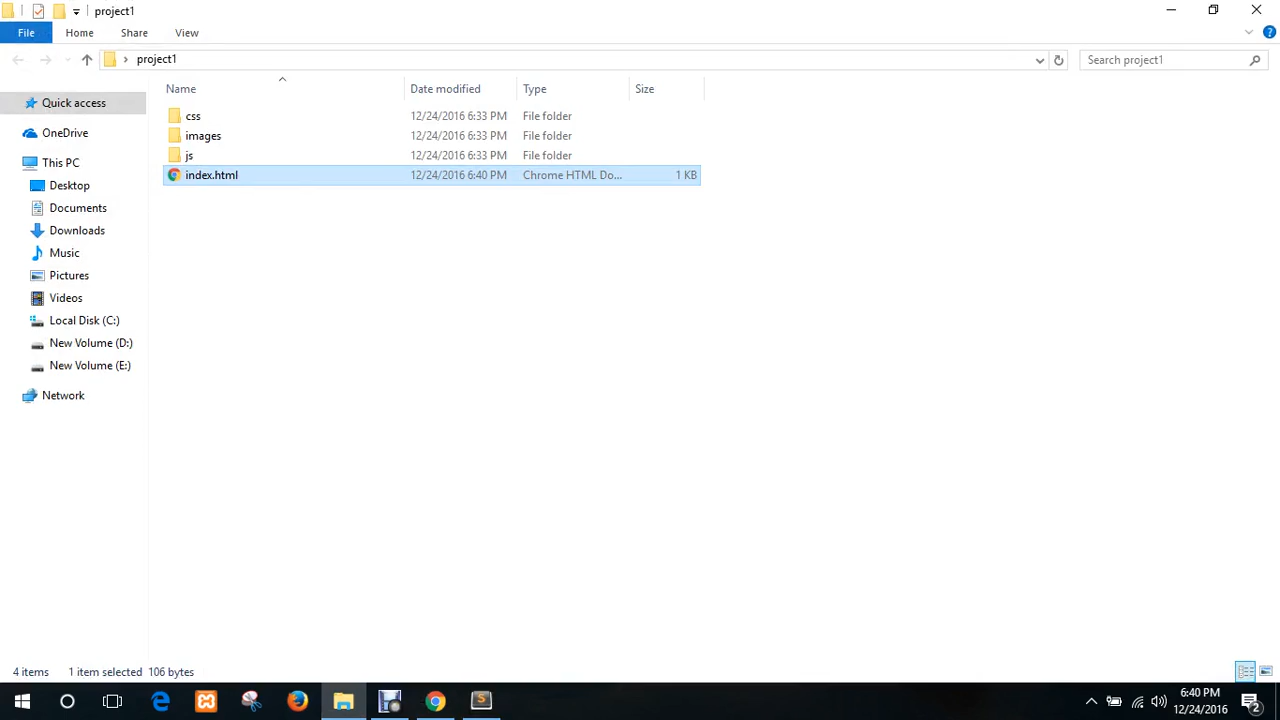 project1
File Home Share View
project1 Search project1
Name Date modified Type Size
Quick access
css 12/24/2016 6:33 PM File folder
OneDrive
images 12/24/2016 6:33 PM File folder
This PC
js 12/24/2016 6:33 PM File folder
Desktop
index.html 12/24/2016 6:40 PM Chrome HTML Do... 1 KB
Documents
Downloads
Music
Pictures
Videos
Local Disk (C:)
New Volume (D:)
New Volume (E:)
Network
4 items 1 item selected 106 bytes
6:40 PM
12/24/2016
2